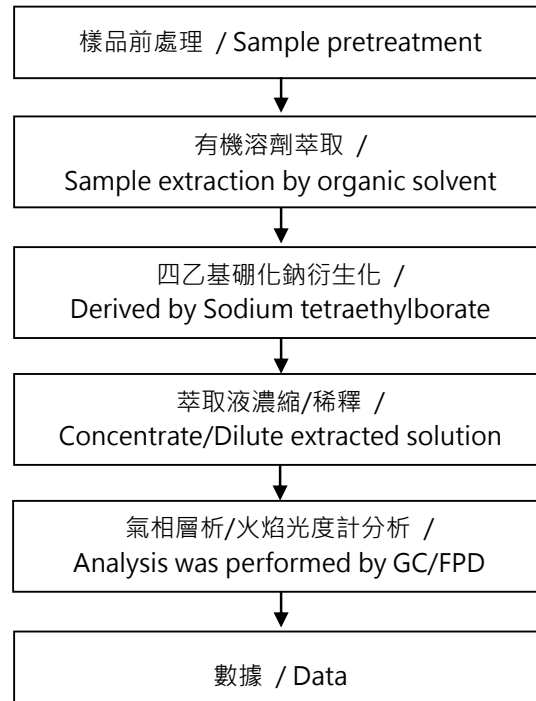 樣品前處理 / Sample pretreatment
有機溶劑萃取 /
Sample extraction by organic solvent
四乙基硼化鈉衍生化 /
Derived by Sodium tetraethylborate
萃取液濃縮/稀釋 /
Concentrate/Dilute extracted solution
氣相層析/火焰光度計分析 /
Analysis was performed by GC/FPD
數據 / Data